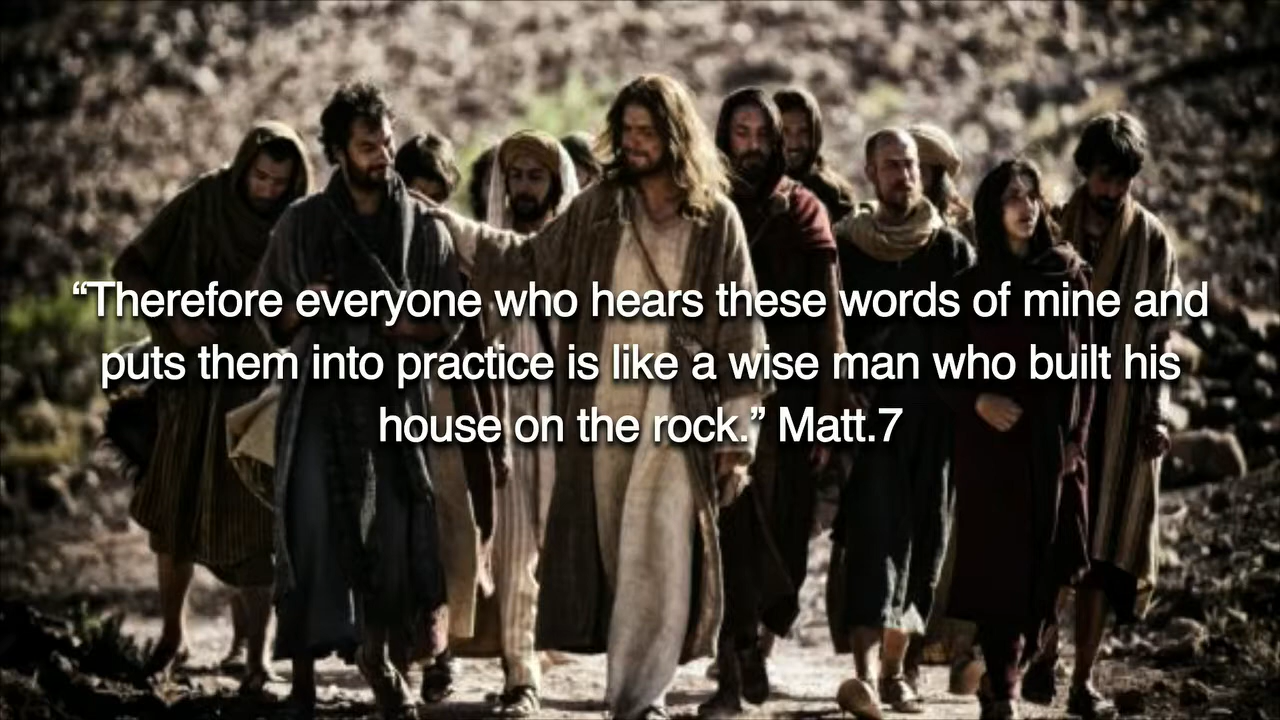 “Therefore everyone who hears these words of mine and
puts them into practice is like a wise man who built his
house on the rock.” Matt.7